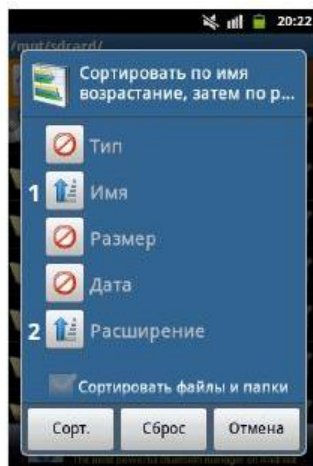 20:22
/mnt/sdcard/
Сортировать по имя
возрастание, затем по р...
Тип
1 Имя
Размер
Дата
2 Расширение
Сортировать файлы и папки
Сорт. Сброс Отмена